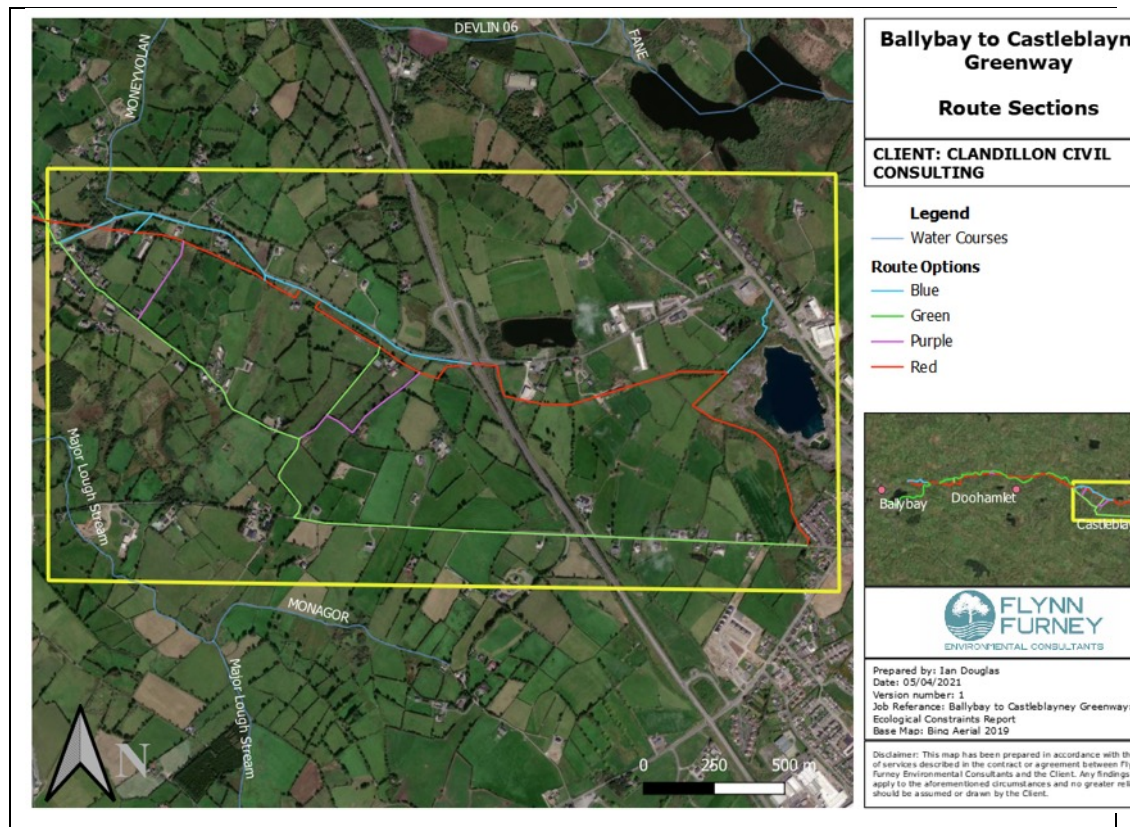 DEVLIN 06
FANE
MONEYVOLAN
Major Lough Stream
MONAGOR
Major Lough Stream
N
0 250 500 m
Ballybay to Castleblayn
Greenway
Route Sections
CLIENT: CLANDILLON CIVIL
CONSULTING
Legend
Water Courses
Route Options
Blue
Green
Purple
Red
Ballybay
Doohamlet
Castleblay
FLYNN
FURNEY
ENVIRONMENTAL CONSULTANTS
Prepared by: Ian Douglas
Date: 05/04/2021
Version number: 1
Job Referance: Ballybay to Castleblayney Greenway:
Ecological Constraints Report
Base Map: Bing Aerial 2019
Disclaimer: This map has been prepared in accordance with th
of services described in the contract or agreement between Fly
Furney Environmental Consultants and the Client. Any findings
apply to the aforementioned circumstances and no greater reli
should be assumed or drawn by the Client.